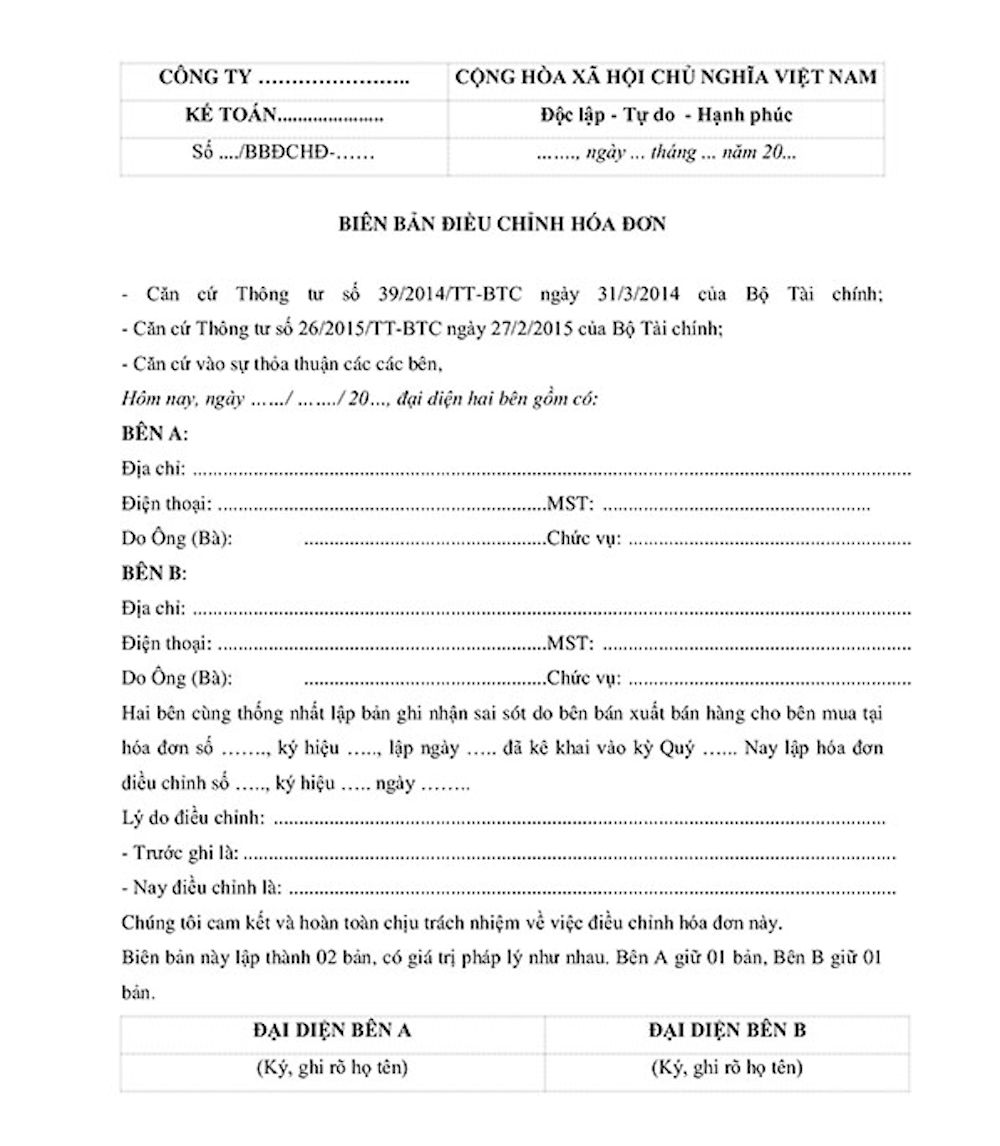 CÔNG TY ……………………..
CỘNG HÒA XÃ HỘI CHỦ NGHĨA VIỆT NAM
KẾ TOÁN......................
Độc lập - Tự do - Hạnh phúc
Số ..../BBĐCHĐ-……
……., ngày ... tháng ... năm 20...
BIÊN BẢN ĐIỀU CHỈNH HÓA ĐƠN
- Căn cứ Thông tư số 39/2014/TT-BTC ngày 31/3/2014 của Bộ Tài chính;
- Căn cứ Thông tư số 26/2015/TT-BTC ngày 27/2/2015 của Bộ Tài chính;
- Căn cứ vào sự thỏa thuận các các bên,
Hôm nay, ngày ……/ ……./ 20…, đại diện hai bên gồm có:
BÊN A:
Địa chỉ: ................................................................................................................
Điện thoại: ..................................................................MST: ......................................................
Do Ông (Bà): .................................................Chức vụ: .........................................................
BÊN B:
Địa chỉ: ................................................................................................................
Điện thoại: ..................................................................MST: ..............................................................
Do Ông (Bà): .................................................Chức vụ: .........................................................
Hai bên cùng thống nhất lập bản ghi nhận sai sót do bên bán xuất bán hàng cho bên mua tại
hóa đơn số ……., ký hiệu ….., lập ngày ….. đã kê khai vào kỳ Quý …... Nay lập hóa đơn
điều chỉnh số ….., ký hiệu ….. ngày ……..
Lý do điều chỉnh: ..........................................................................................................................
- Trước ghi là: ...................................................................................................................................
- Nay điều chỉnh là: ..........................................................................................................................
Chúng tôi cam kết và hoàn toàn chịu trách nhiệm về việc điều chỉnh hóa đơn này.
Biên bản này lập thành 02 bản, có giá trị pháp lý như nhau. Bên A giữ 01 bản, Bên B giữ 01
bản.
ĐẠI DIỆN BÊN A
ĐẠI DIỆN BÊN B
(Ký, ghi rõ họ tên)
(Ký, ghi rõ họ tên)